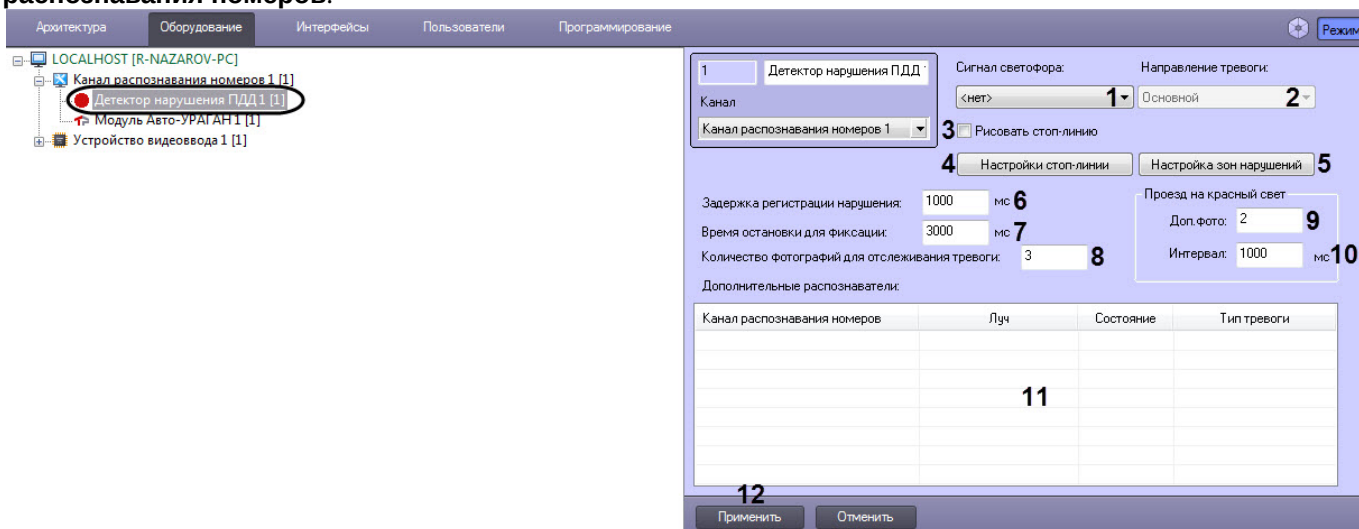 распознавания номеров.
Архитектура Оборудование Интерфейсы Пользователи Программирование Режим
LOCALHOST [R-NAZAROV-PC]
Канал распознавания номеров 1 [1]
Детектор нарушения ПДД 1 [1]
Модуль Авто-УРАГАН 1 [1]
Устройство видеоввода 1 [1]
1 Детектор нарушения ПДД 1
Сигнал светофора: Направление тревоги:
Канал
<нет> 1 Основной 2
Канал распознавания номеров 1
3 Рисовать стоп-линию
4 Настройки стоп-линии Настройка зон нарушений 5
Проезд на красный свет
Задержка регистрации нарушения: 1000 мс 6
Доп.фото: 2 9
Время остановки для фиксации: 3000 мс 7
Количество фотографий для отслеживания тревоги: 3 8
Интервал: 1000 мс 10
Дополнительные распознаватели:
Канал распознавания номеров Луч Состояние Тип тревоги
11
12
Применить Отменить